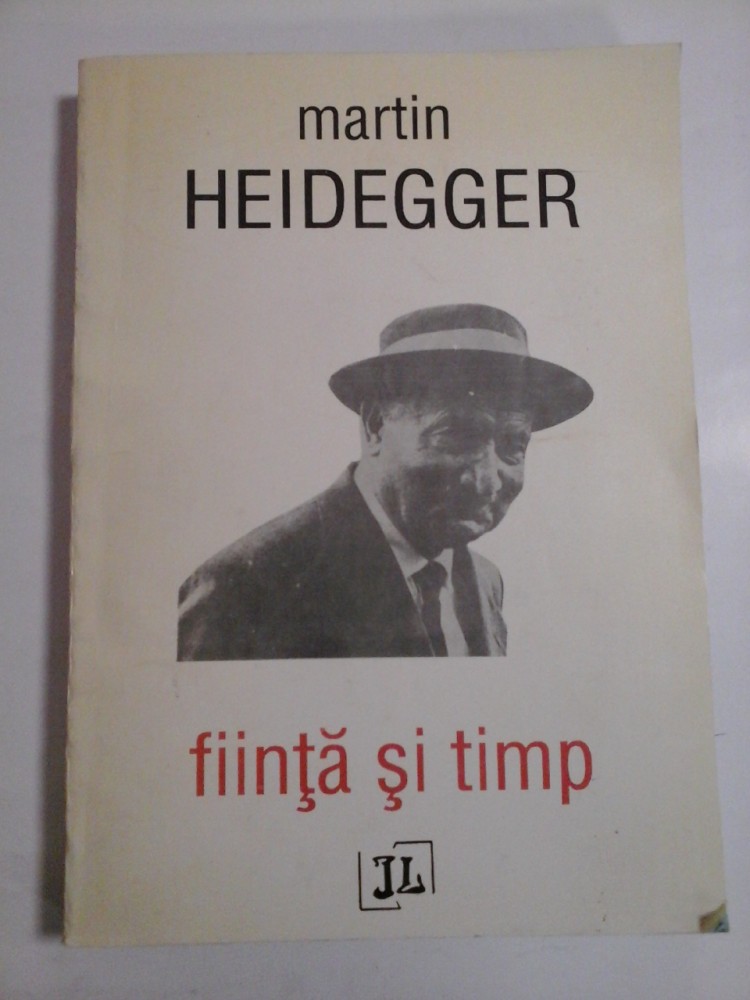 martin
HEIDEGGER
fiinţă şi timp
JL